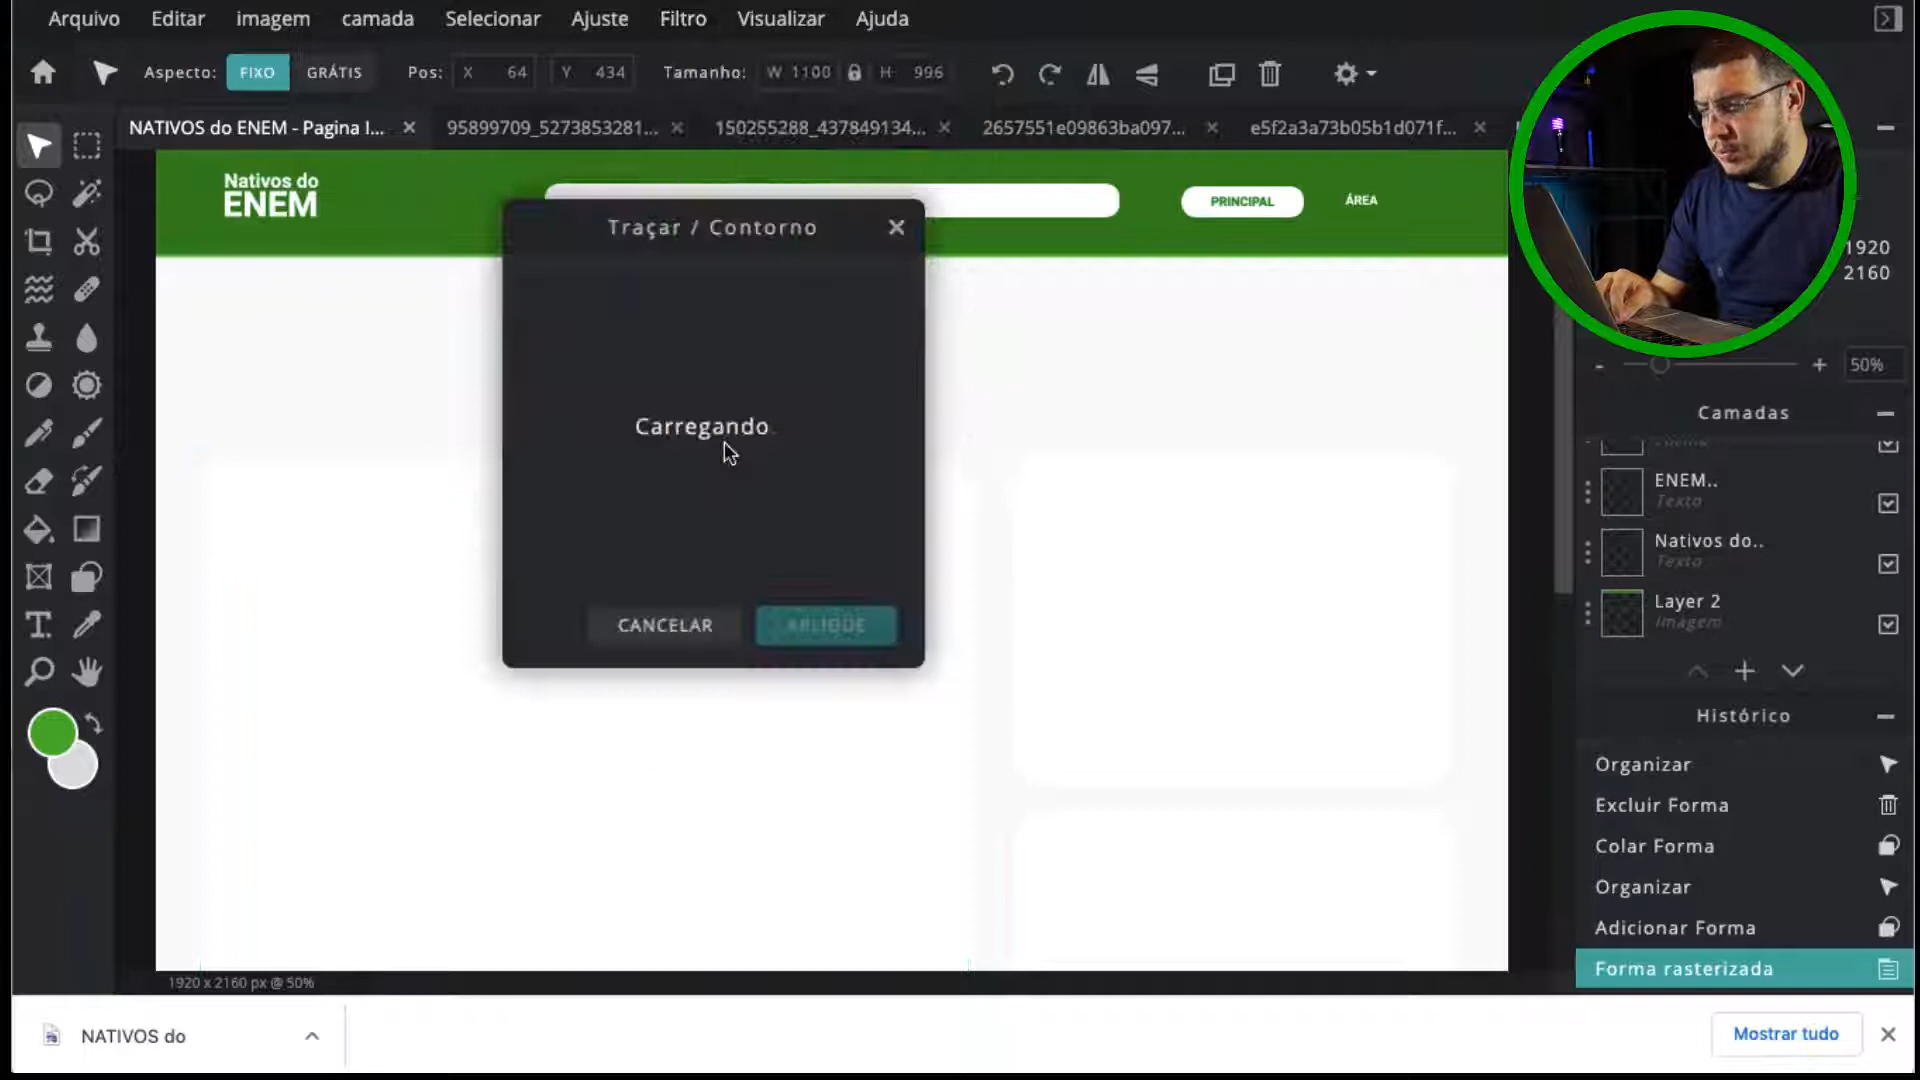 Arquivo Editar imagem camada Selecionar Ajuste Filtro Visualizar Ajuda
Aspecto: FIXO GRÁTIS Pos: X 64 Y 434 Tamanho: W 1100 H 996
NATIVOS do ENEM - Pagina I... 95899709_5273853281... 150255288_437849134... 2657551e09863ba097... e5f2a3a73b05b1d071f...
Nativos do
ENEM
PRINCIPAL ÁREA
Traçar / Contorno
Carregando
CANCELAR
1920
2160
- + 50%
Camadas
ENEM..
Texto
Nativos do..
Texto
Layer 2
Imagem
Histórico
Organizar
Excluir Forma
Colar Forma
Organizar
Adicionar Forma
Forma rasterizada
1920 x 2160 px @ 50%
NATIVOS do
Mostrar tudo